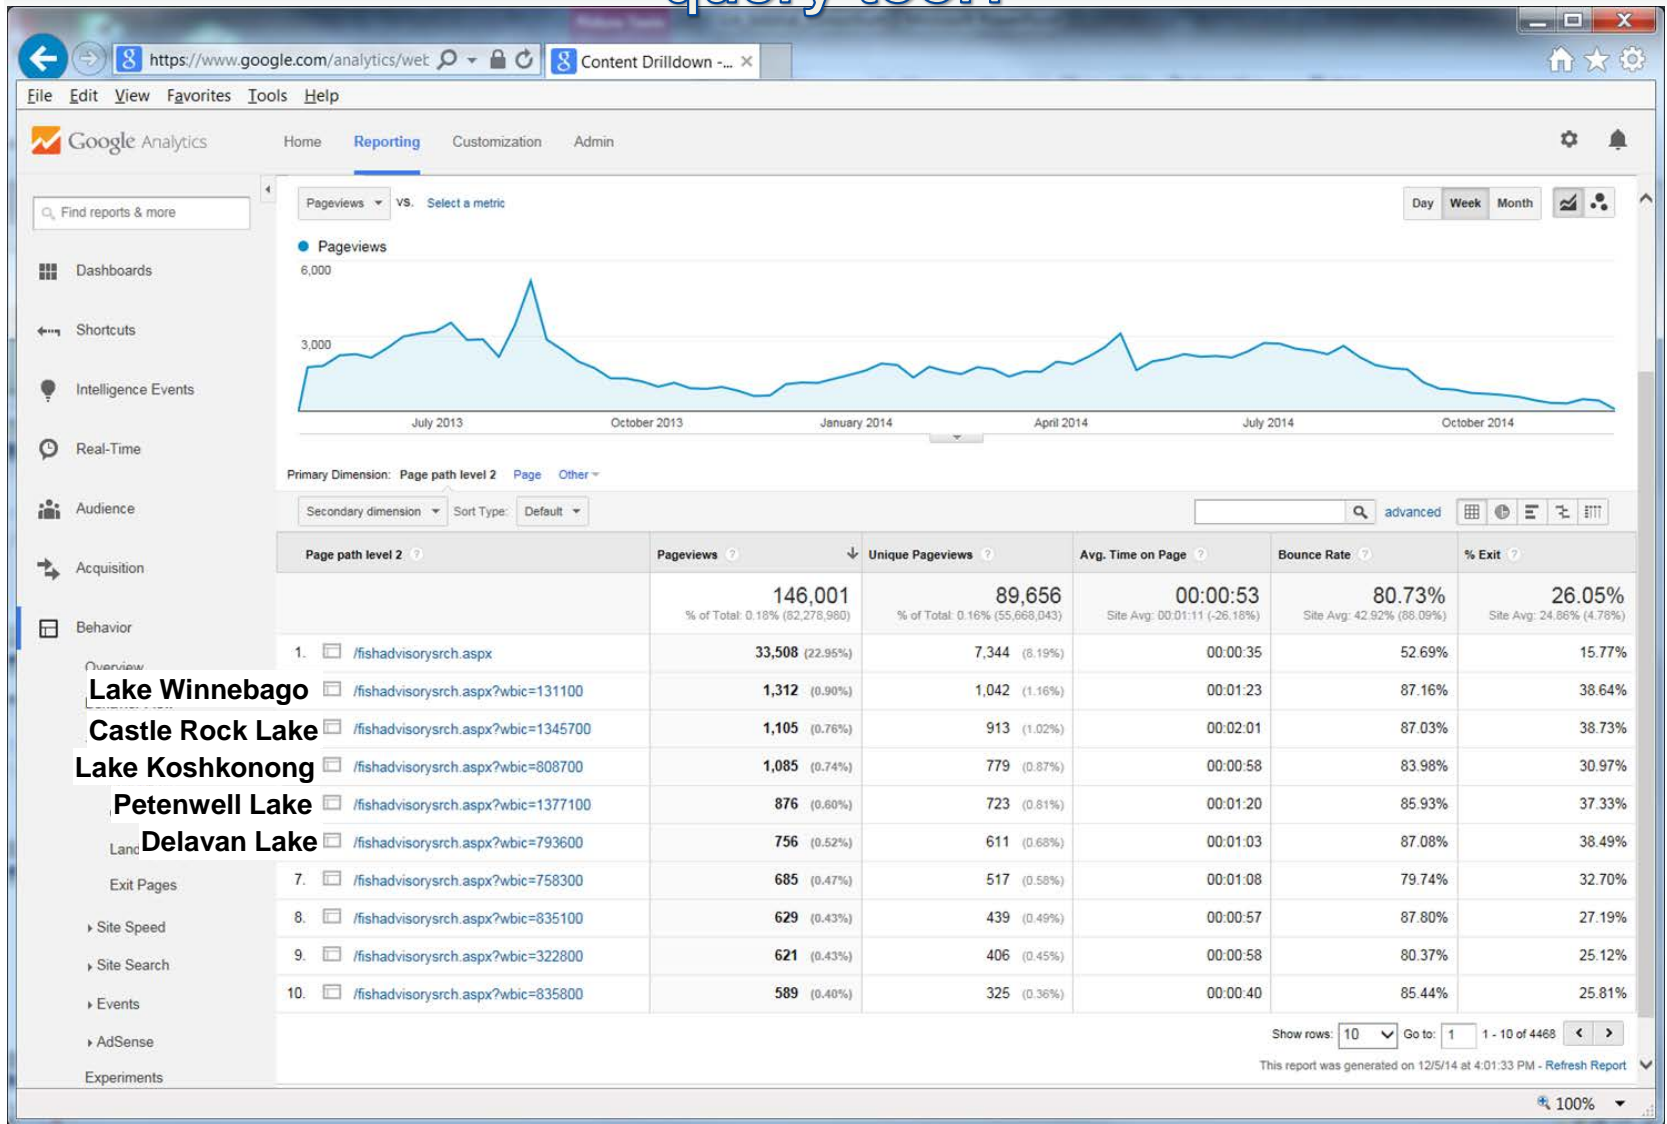 query tool:
https://www.google.com/analytics/wet
Content Drilldown -...
File Edit View Favorites Tools Help
Google Analytics Home Reporting Customization Admin
Find reports & more
Pageviews VS. Select a metric Day Week Month
Pageviews
6,000
Dashboards
Shortcuts
3,000
Intelligence Events
July 2013 October 2013 January 2014 April 2014 July 2014 October 2014
Real-Time
Primary Dimension: Page path level 2 Page Other
Audience Secondary dimension Sort Type: Default advanced
Page path level 2 Pageviews Unique Pageviews Avg. Time on Page Bounce Rate % Exit
Acquisition
146,001 89,656 00:00:53 80.73% 26.05%
% of Total: 0.18% (82,278,980) % of Total: 0.16% (55,668,043) Site Avg: 00:01:11 (-26.18%) Site Avg: 42.92% (88.09%) Site Avg: 24.86% (4.78%)
Behavior
1. /fishadvisorysrch.aspx 33,508 (22.95%) 7,344 (8.19%) 00:00:35 52.69% 15.77%
Overview
Lake Winnebago /fishadvisorysrch.aspx?wbic=131100 1,312 (0.90%) 1,042 (1.16%) 00:01:23 87.16% 38.64%
Castle Rock Lake /fishadvisorysrch.aspx?wbic=1345700 1,105 (0.76%) 913 (1.02%) 00:02:01 87.03% 38.73%
Lake Koshkonong /fishadvisorysrch.aspx?wbic=808700 1,085 (0.74%) 779 (0.87%) 00:00:58 83.98% 30.97%
Petenwell Lake /fishadvisorysrch.aspx?wbic=1377100 876 (0.60%) 723 (0.81%) 00:01:20 85.93% 37.33%
Land Delavan Lake /fishadvisorysrch.aspx?wbic=793600 756 (0.52%) 611 (0.68%) 00:01:03 87.08% 38.49%
Exit Pages 7. /fishadvisorysrch.aspx?wbic=758300 685 (0.47%) 517 (0.58%) 00:01:08 79.74% 32.70%
Site Speed 8. /fishadvisorysrch.aspx?wbic=835100 629 (0.43%) 439 (0.49%) 00:00:57 87.80% 27.19%
Site Search 9. /fishadvisorysrch.aspx?wbic=322800 621 (0.43%) 406 (0.45%) 00:00:58 80.37% 25.12%
Events 10. /fishadvisorysrch.aspx?wbic=835800 589 (0.40%) 325 (0.36%) 00:00:40 85.44% 25.81%
AdSense Show rows: 10 Go to: 1 1 - 10 of 4468
This report was generated on 12/5/14 at 4:01:33 PM - Refresh Report
Experiments
100%